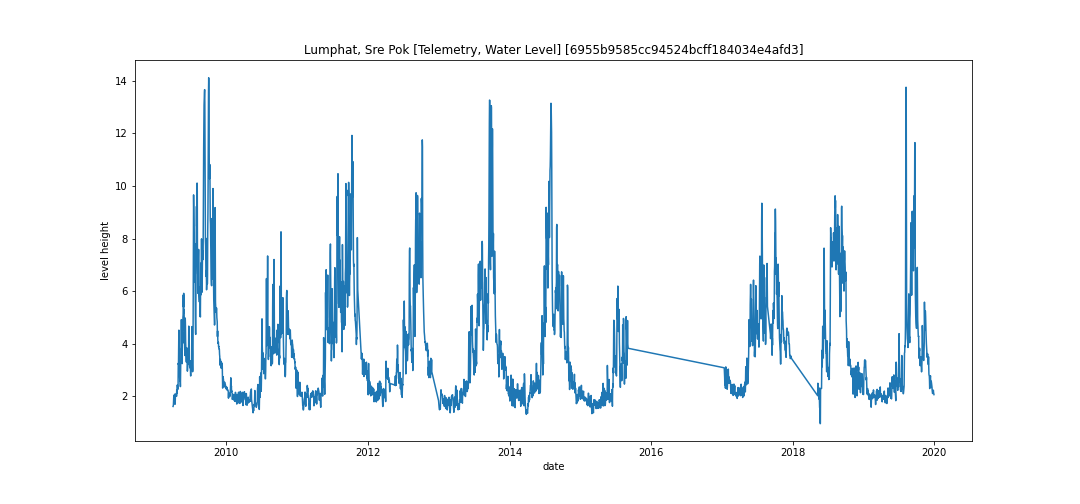 Lumphat, Sre Pok [Telemetry, Water Level] [6955b9585cc94524bcff184034e4afd3]
14
12
10
8
6
4
2
level height
2010 2012 2014 2016 2018 2020
date